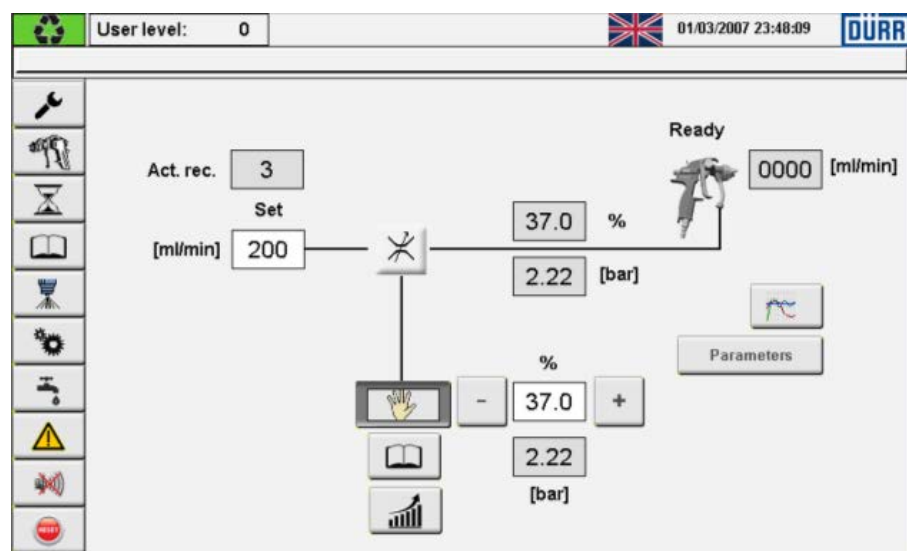 User level: 0
01/03/2007 23:48:09
DÜRR
Ready
Act. rec. 3
0000 [ml/min]
Set
37.0 %
[ml/min] 200
2.22 [bar]
Parameters
%
- 37.0 +
2.22
[bar]
RESET